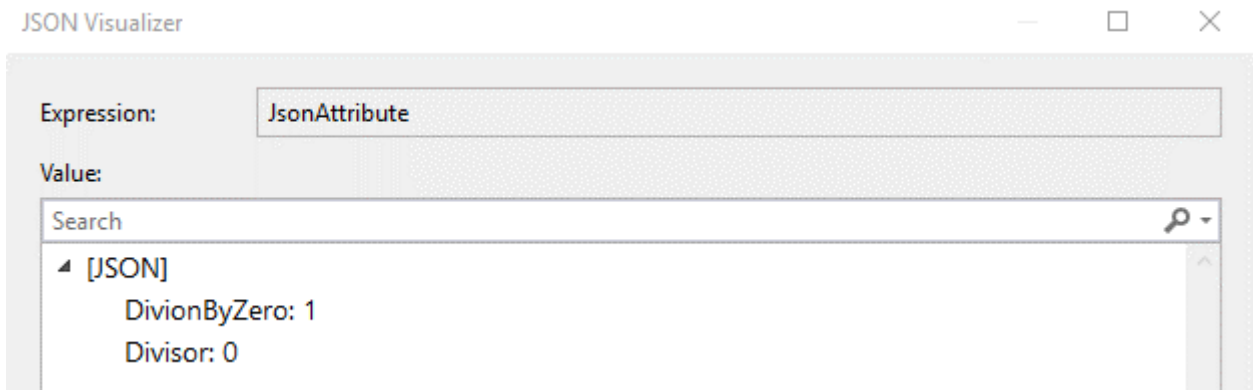 JSON Visualizer
Expression: JsonAttribute
Value:
Search
[JSON]
DivionByZero: 1
Divisor: 0